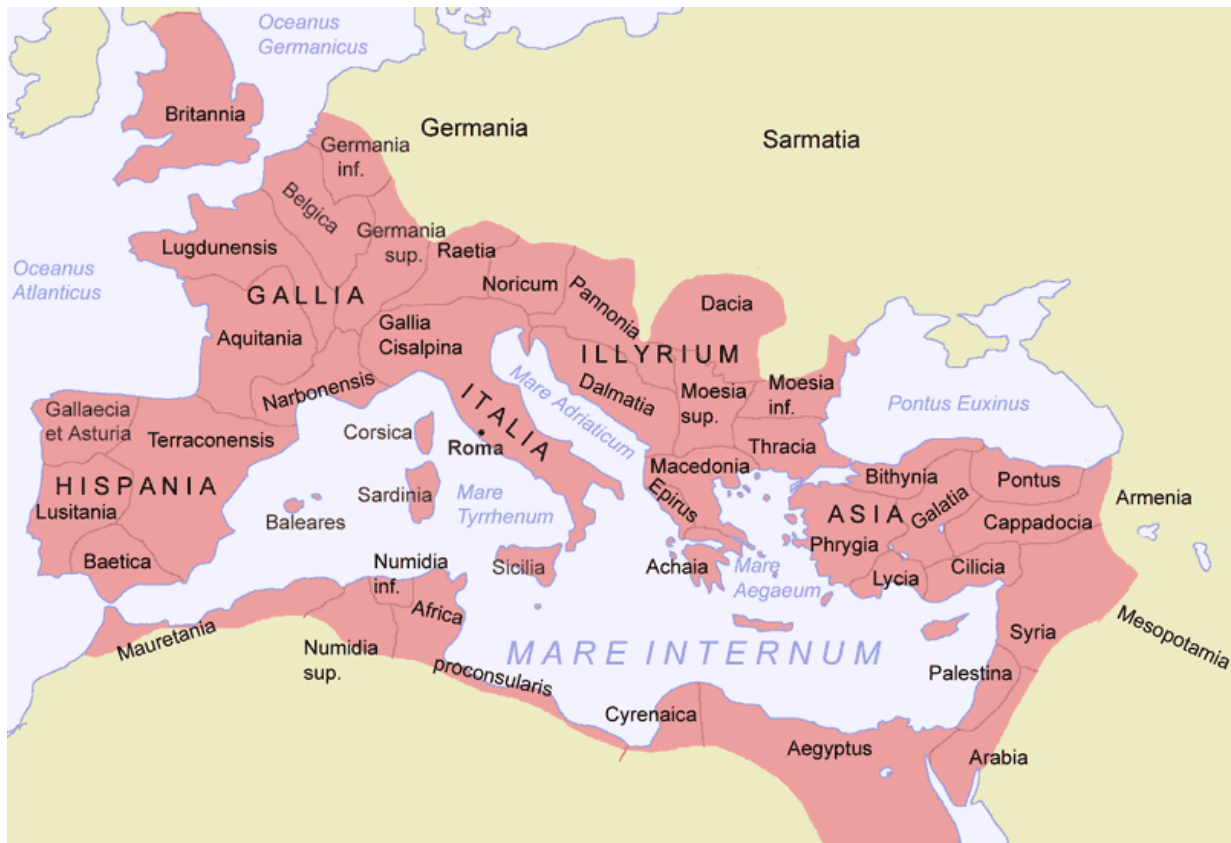 Oceanus
Germanicus
Britannia
Germania
Sarmatia
Germania
inf.
Belgica
Lugdunensis
Germania
sup.
Raetia
Oceanus
Atlanticus
GALLIA
Noricum
Pannonia
Dacia
Aquitania
Gallia
Cisalpina
ILLYRIUM
Narbonensis
ITALIA
Mare Adriaticum
Dalmatia
Moesia
sup.
Moesia
inf.
Pontus Euxinus
Gallaecia
et Asturia
Terraconensis
Corsica
Roma
Thracia
Macedonia
Bithynia
Pontus
HISPANIA
Lusitania
Sardinia
Mare
Tyrrhenum
Epirus
ASIA
Galatia
Armenia
Baleares
Cappadocia
Phrygia
Baetica
Numidia
inf.
Sicilia
Achaia
Mare
Aegaeum
Lycia
Cilicia
Africa
proconsularis
Mauretania
Numidia
sup.
MARE INTERNUM
Syria
Mesopotamia
Palestina
Cyrenaica
Aegyptus
Arabia